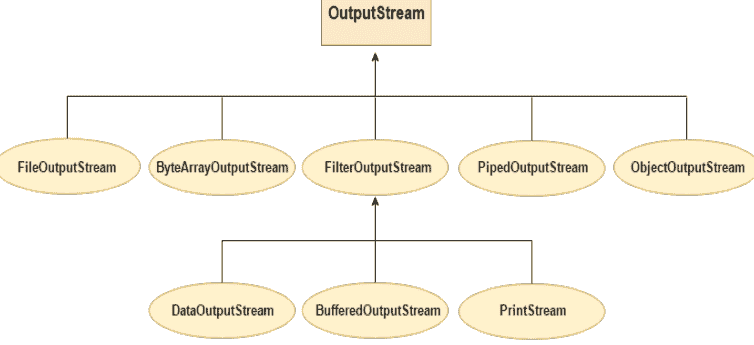 OutputStream
FileOutputStream ByteArrayOutputStream FilterOutputStream PipedOutputStream ObjectOutputStream
DataOutputStream BufferedOutputStream PrintStream